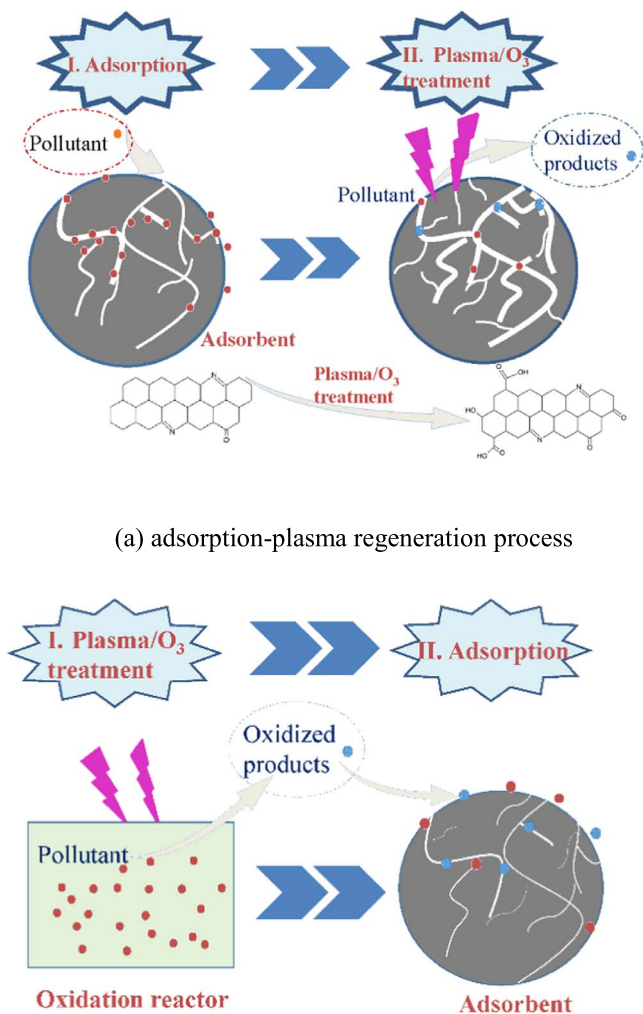 I. Adsorption
II. Plasma/O3
treatment
Pollutant
Oxidized
products
Pollutant
Adsorbent
N
O
Plasma/O3
treatment
O
OH
N
HO
O
N
O
HO
O
(a) adsorption-plasma regeneration process
I. Plasma/O3
treatment
II. Adsorption
Oxidized
products
Pollutant
Oxidation reactor
Adsorbent